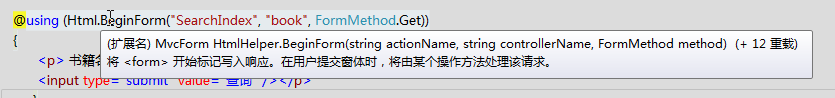 @using (Html.BeginForm("SearchIndex", "book", FormMethod.Get))
{
(扩展名) MvcForm HtmlHelper.BeginForm(string actionName, string controllerName, FormMethod method) (+ 12 重载)
将 <form> 开始标记写入响应。在用户提交窗体时，将由某个操作方法处理该请求。
<p> 书籍
<input type="submit" value="查询" /></p>